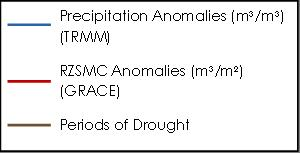 Precipitation Anomalies (m³/m³)
(TRMM)
RZSMC Anomalies (m³/m²)
(GRACE)
Periods of Drought